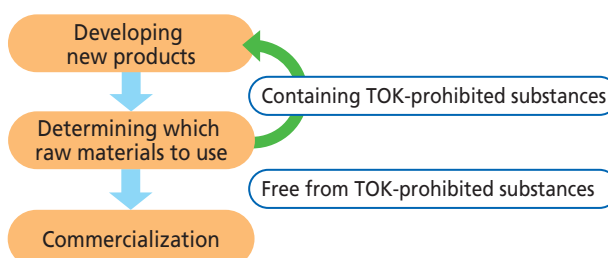 Developing
new products
Containing TOK-prohibited substances
Determining which
raw materials to use
Free from TOK-prohibited substances
Commercialization